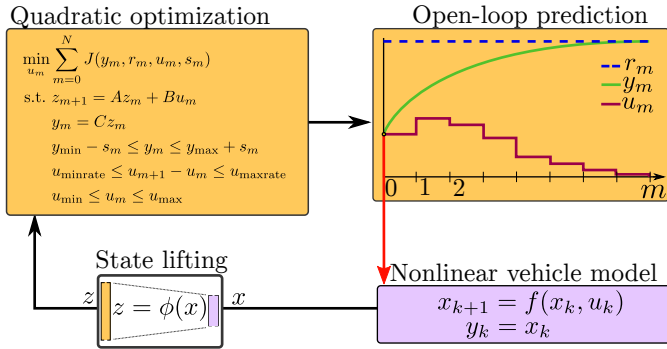 Quadratic optimization
min_{u_m} \sum_{m=0}^{N} J(y_m, r_m, u_m, s_m)
s.t. z_{m+1} = Az_m + Bu_m
y_m = Cz_m
y_min − s_m ≤ y_m ≤ y_max + s_m
u_minrate ≤ u_{m+1} − u_m ≤ u_maxrate
u_min ≤ u_m ≤ u_max
Open-loop prediction
r_m
y_m
u_m
0 1 2 m
State lifting
z z = ϕ(x) x
Nonlinear vehicle model
x_{k+1} = f(x_k, u_k)
y_k = x_k